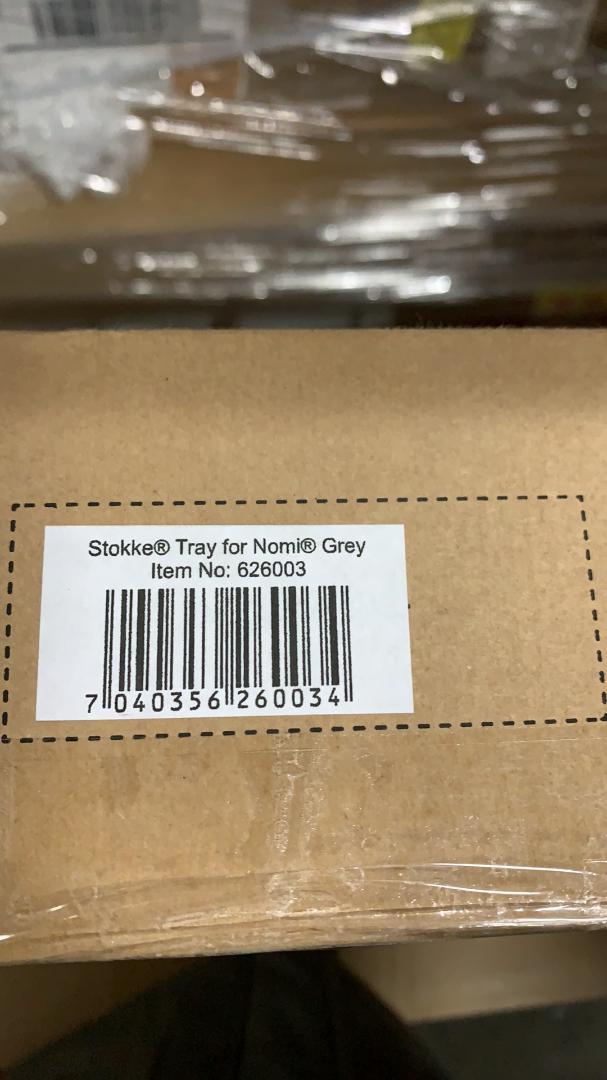 Stokke® Tray for Nomi® Grey
Item No: 626003
7 040356 260034